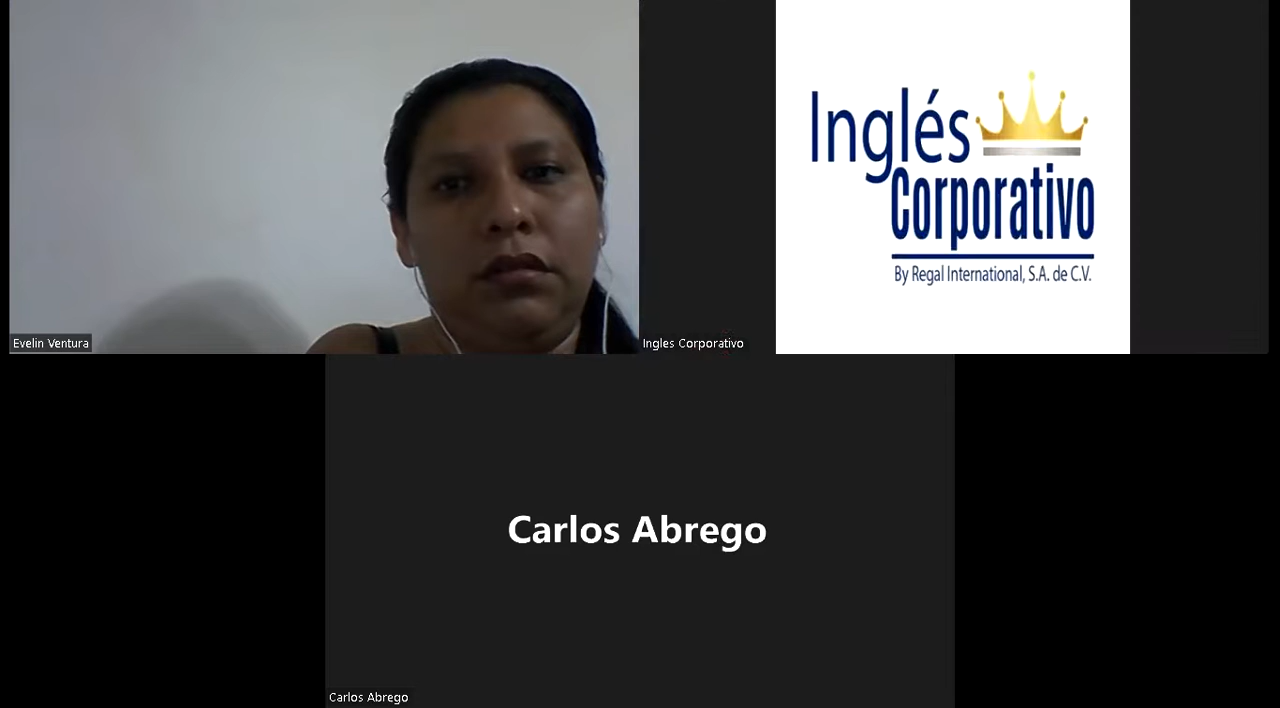 Inglés
Corporativo
By Regal International, S.A. de C.V.
Evelin Ventura
Ingles Corporativo
Carlos Abrego
Carlos Abrego